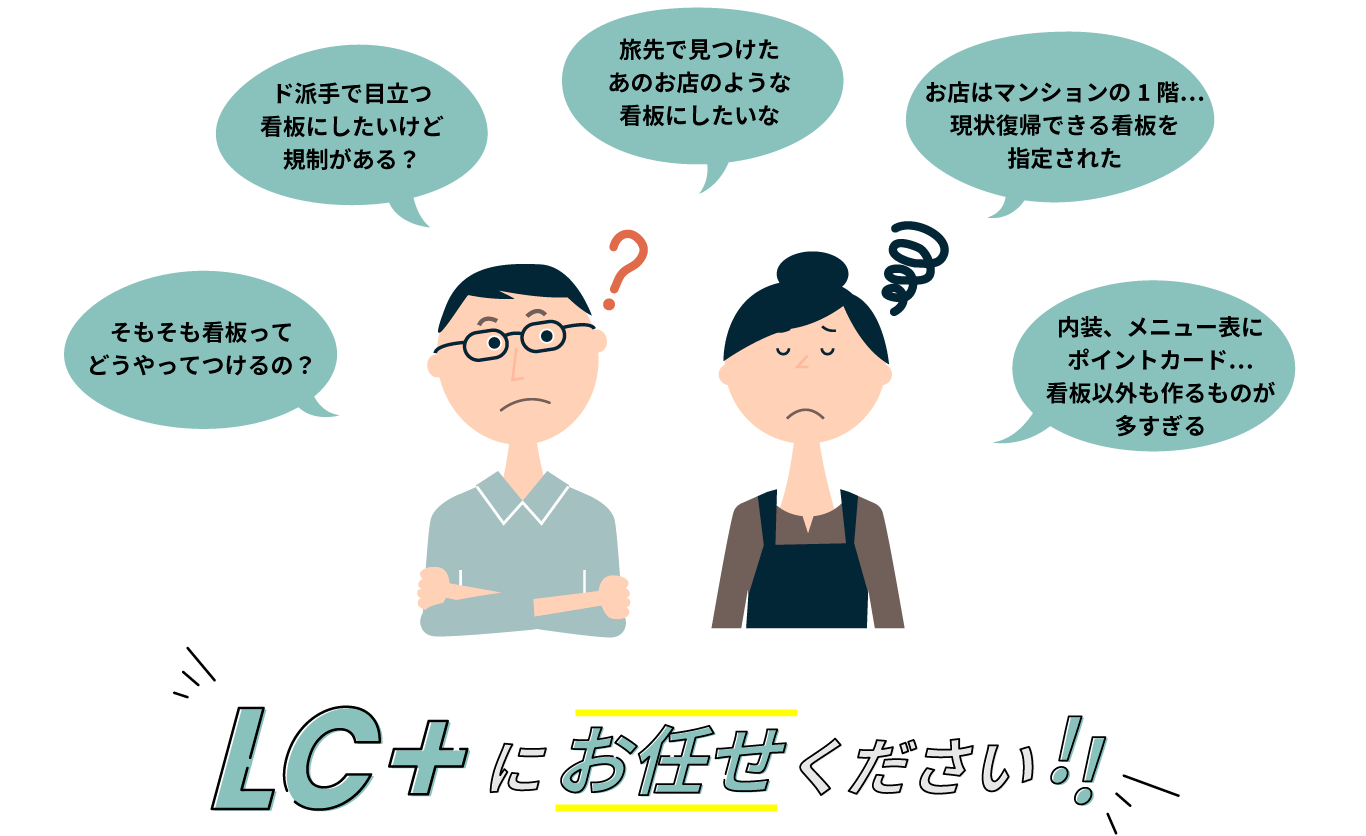 旅先で見つけた
あのお店のような
看板にしたいな
ド派手で目立つ
看板にしたいけど
規制がある？
お店はマンションの1階…
現状復帰できる看板を
指定された
そもそも看板って
どうやってつけるの？
内装、メニュー表に
ポイントカード…
看板以外も作るものが
多すぎる
?
LC+にお任せください!!